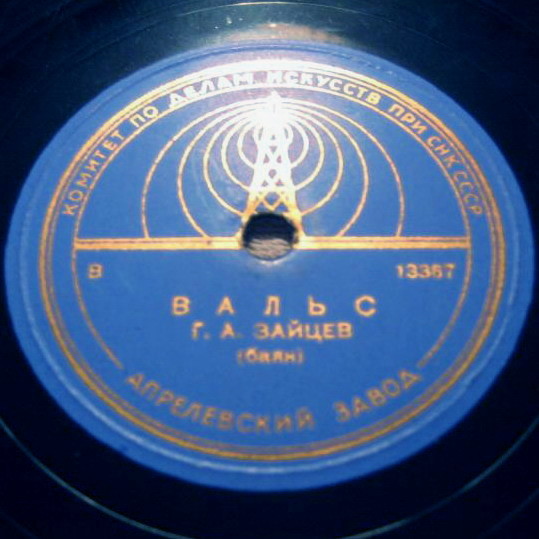 КОМИТЕТ ПО ДЕЛАМ ИСКУССТВ ПРИ СНК СССР
В 13367
ВАЛЬС
Г. А. ЗАЙЦЕВ
(баян)
АПРЕЛЕВСКИЙ ЗАВОД